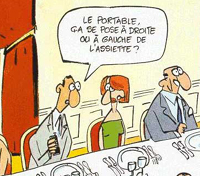 LE PORTABLE,
ÇA SE POSE À DROITE
OU À GAUCHE DE
L'ASSIETTE ?